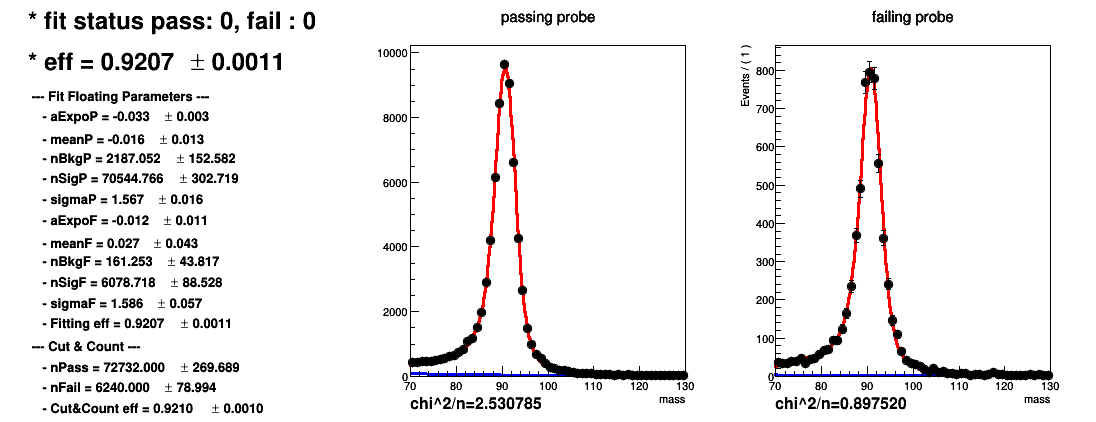 * fit status pass: 0, fail : 0
* eff = 0.9207 ± 0.0011
--- Fit Floating Parameters ---
- aExpoP = -0.033 ± 0.003
- meanP = -0.016 ± 0.013
- nBkgP = 2187.052 ± 152.582
- nSigP = 70544.766 ± 302.719
- sigmaP = 1.567 ± 0.016
- aExpoF = -0.012 ± 0.011
- meanF = 0.027 ± 0.043
- nBkgF = 161.253 ± 43.817
- nSigF = 6078.718 ± 88.528
- sigmaF = 1.586 ± 0.057
- Fitting eff = 0.9207 ± 0.0011
--- Cut & Count ---
- nPass = 72732.000 ± 269.689
- nFail = 6240.000 ± 78.994
- Cut&Count eff = 0.9210 ± 0.0010
passing probe
10000
8000
6000
4000
2000
0
70 80 90 100 110 120 130
mass
chi^2/n=2.530785
failing probe
Events / ( 1 )
800
700
600
500
400
300
200
100
0
70 80 90 100 110 120 130
mass
chi^2/n=0.897520